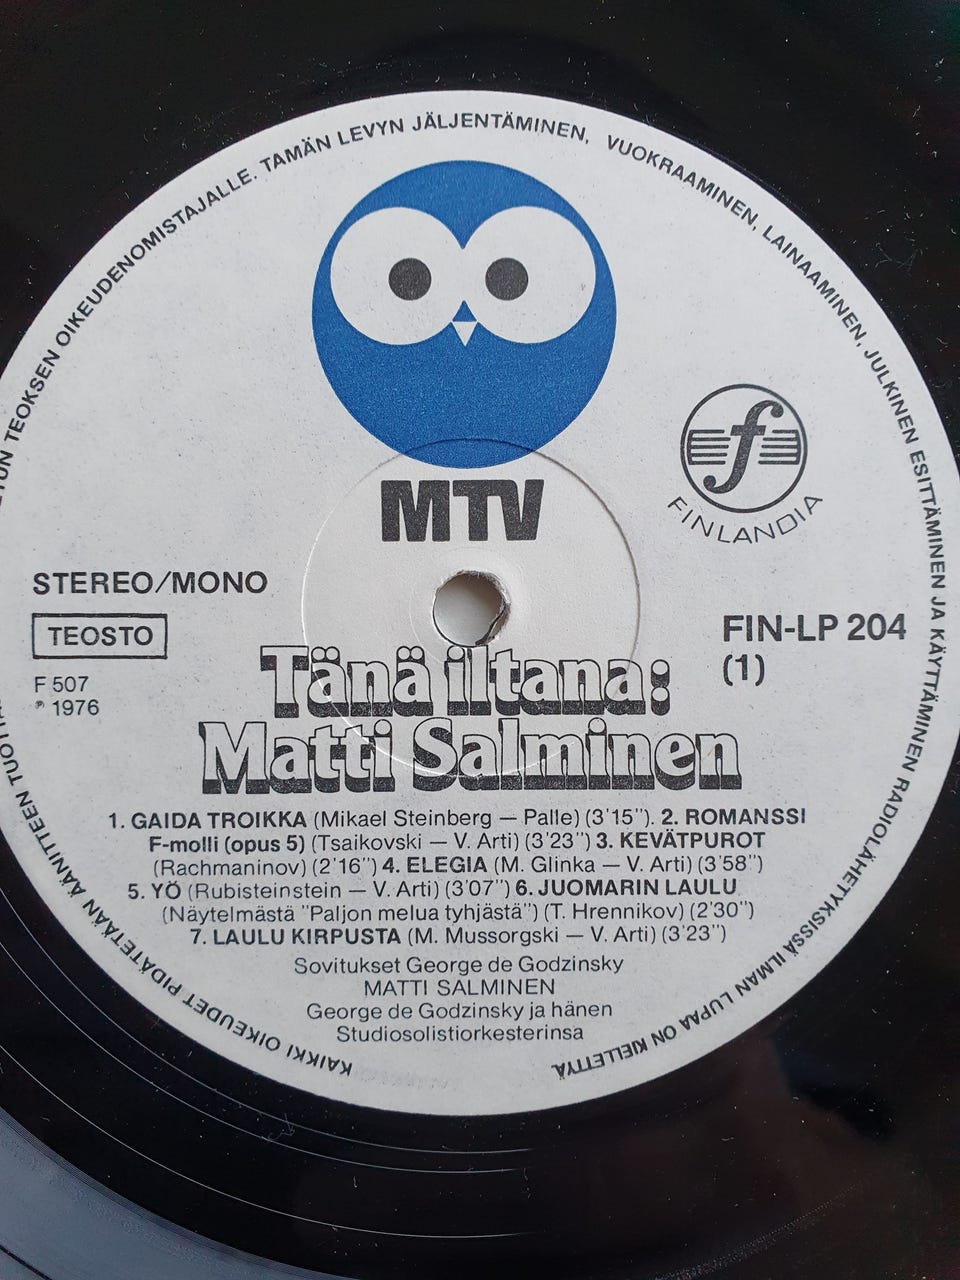 KAIKKI OIKEUDET PIDÄTETÄÄN ÄÄNITTEEN TEOKSEN OIKEUDENOMISTAJALLE. TÄMÄN LEVYN JÄLJENTÄMINEN, VUOKRAAMINEN, LAINAAMINEN, JULKINEN ESITTÄMINEN JA KÄYTTÄMINEN RADIOLÄHETYKSISSÄ ILMAN LUPAA ON KIELLETTYÄ
MTV
FINLANDIA
STEREO/MONO
TEOSTO
F 507
℗ 1976
FIN-LP 204
(1)
Tänä iltana:
Matti Salminen
1. GAIDA TROIKKA (Mikael Steinberg — Palle) (3'15"). 2. ROMANSSI
F-molli (opus 5) (Tsaikovski — V. Arti) (3'23") 3. KEVÄTPUROT
(Rachmaninov) (2'16") 4. ELEGIA (M. Glinka — V. Arti) (3'58")
5. YÖ (Rubisteinstein — V. Arti) (3'07") 6. JUOMARIN LAULU
(Näytelmästä "Paljon melua tyhjästä") (T. Hrennikov) (2'30")
7. LAULU KIRPUSTA (M. Mussorgski — V. Arti) (3'23")
Sovitukset George de Godzinsky
MATTI SALMINEN
George de Godzinsky ja hänen
Studiosolistiorkesterinsa